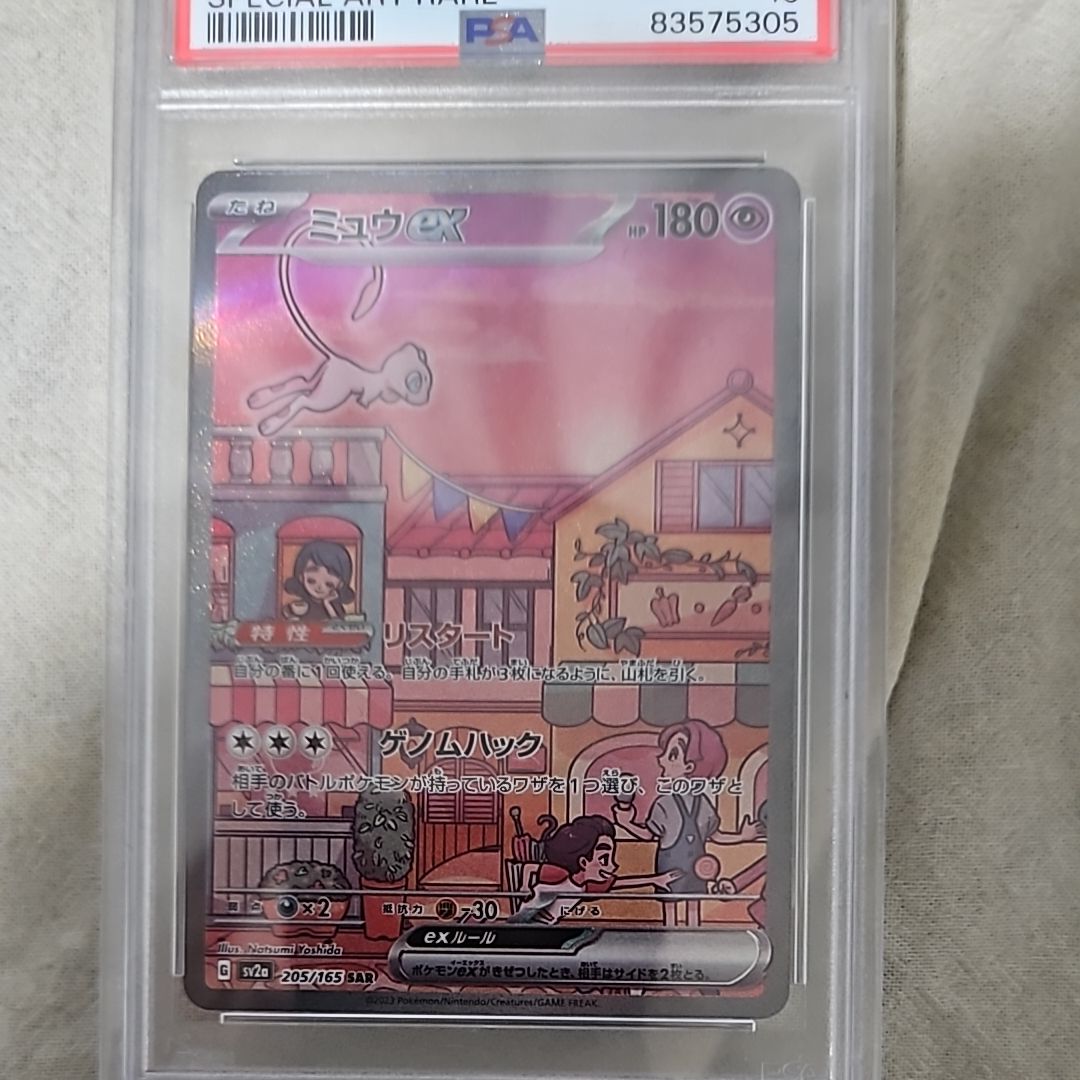 SPECIAL ART RARE
PSA
83575305
たね
ミュウex
HP 180
特性
リスタート
自分の番に1回使える。自分の手札が3枚になるように、山札を引く。
ゲノムハック
相手のバトルポケモンが持っているワザを1つ選び、このワザと
して使う。
弱点 ×2 抵抗力 -30 にげる
exルール
ポケモンexがきぜつしたとき、相手はサイドを2枚とる。
Illus. Natsumi Yoshida
G sv2a 205/165 SAR
©2023 Pokémon/Nintendo/Creatures/GAME FREAK.